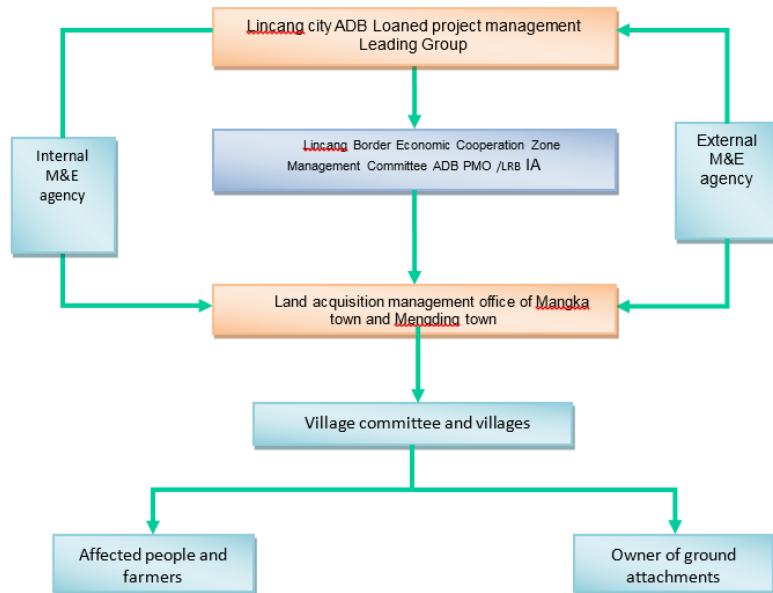 Lincang city ADB Loaned project management
Leading Group
Internal
M&E
agency
Lincang Border Economic Cooperation Zone
Management Committee ADB PMO /LRB IA
External
M&E
agency
Land acquisition management office of Mangka
town and Mengding town
Village committee and villages
Affected people and
farmers
Owner of ground
attachments